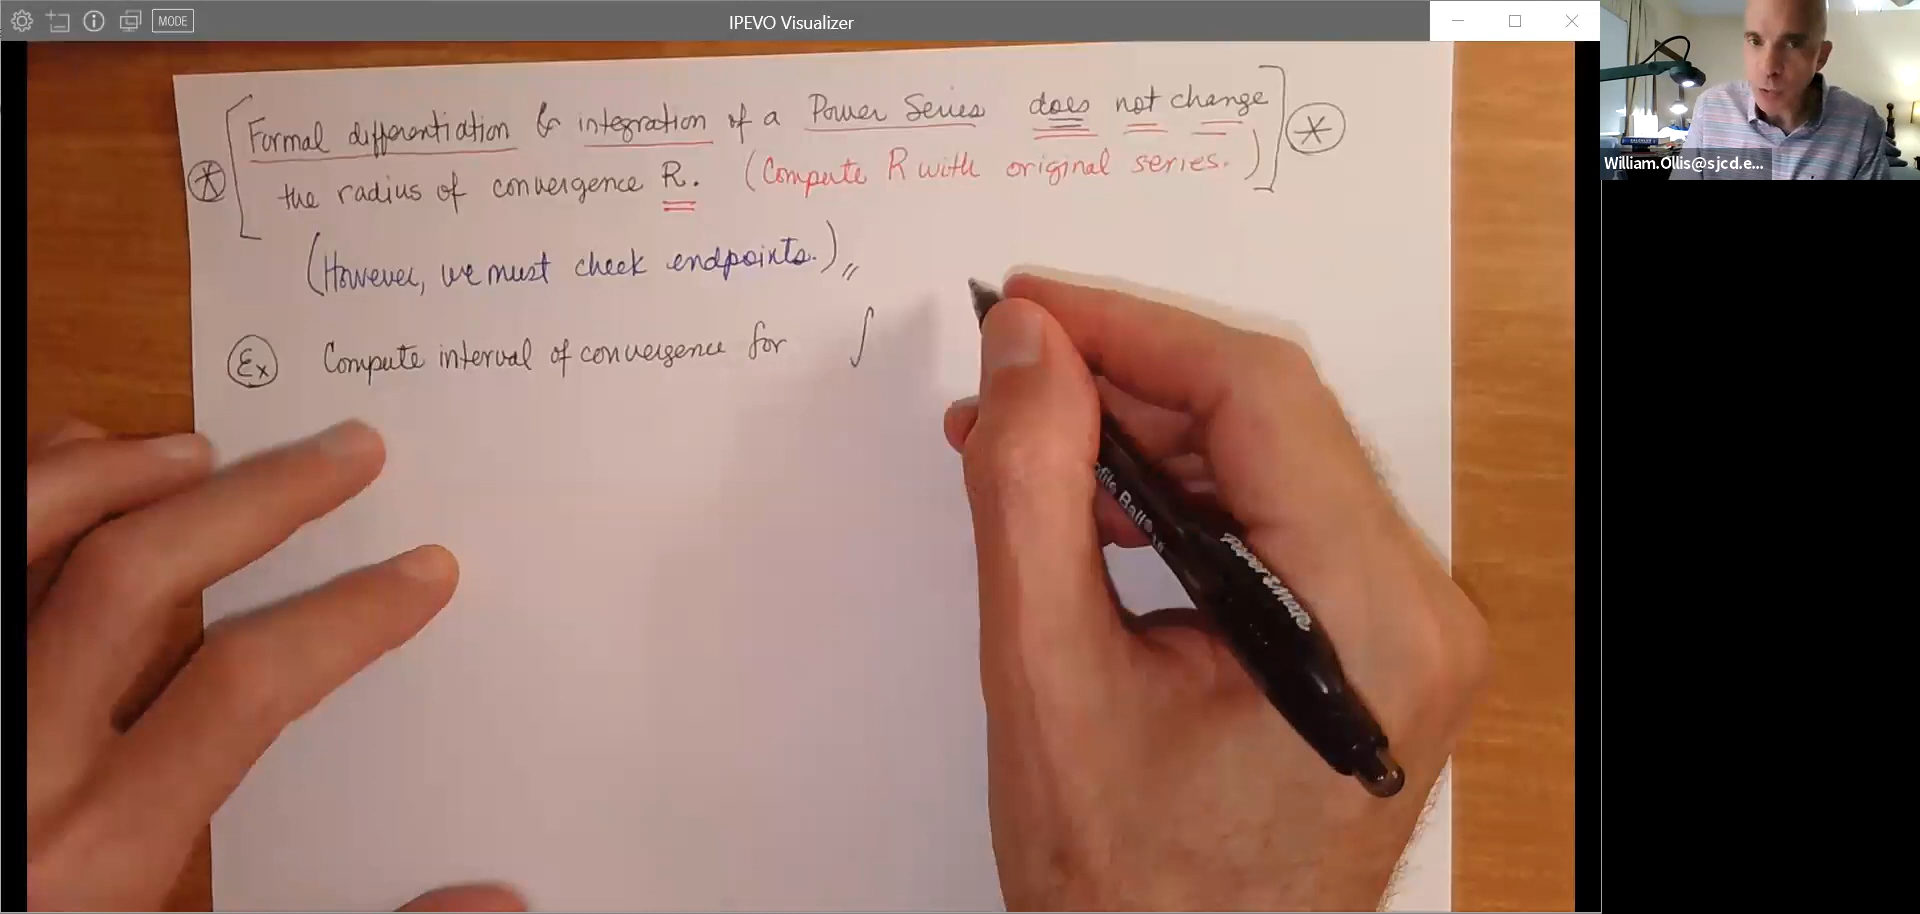 MODE
IPEVO Visualizer
Formal differentiation & integration of a Power Series does not change
the radius of convergence R. (Compute R with original series.)
(However, we must check endpoints.)
Ex Compute interval of convergence for ∫
Paper Mate
William.Ollis@sjcd.e...